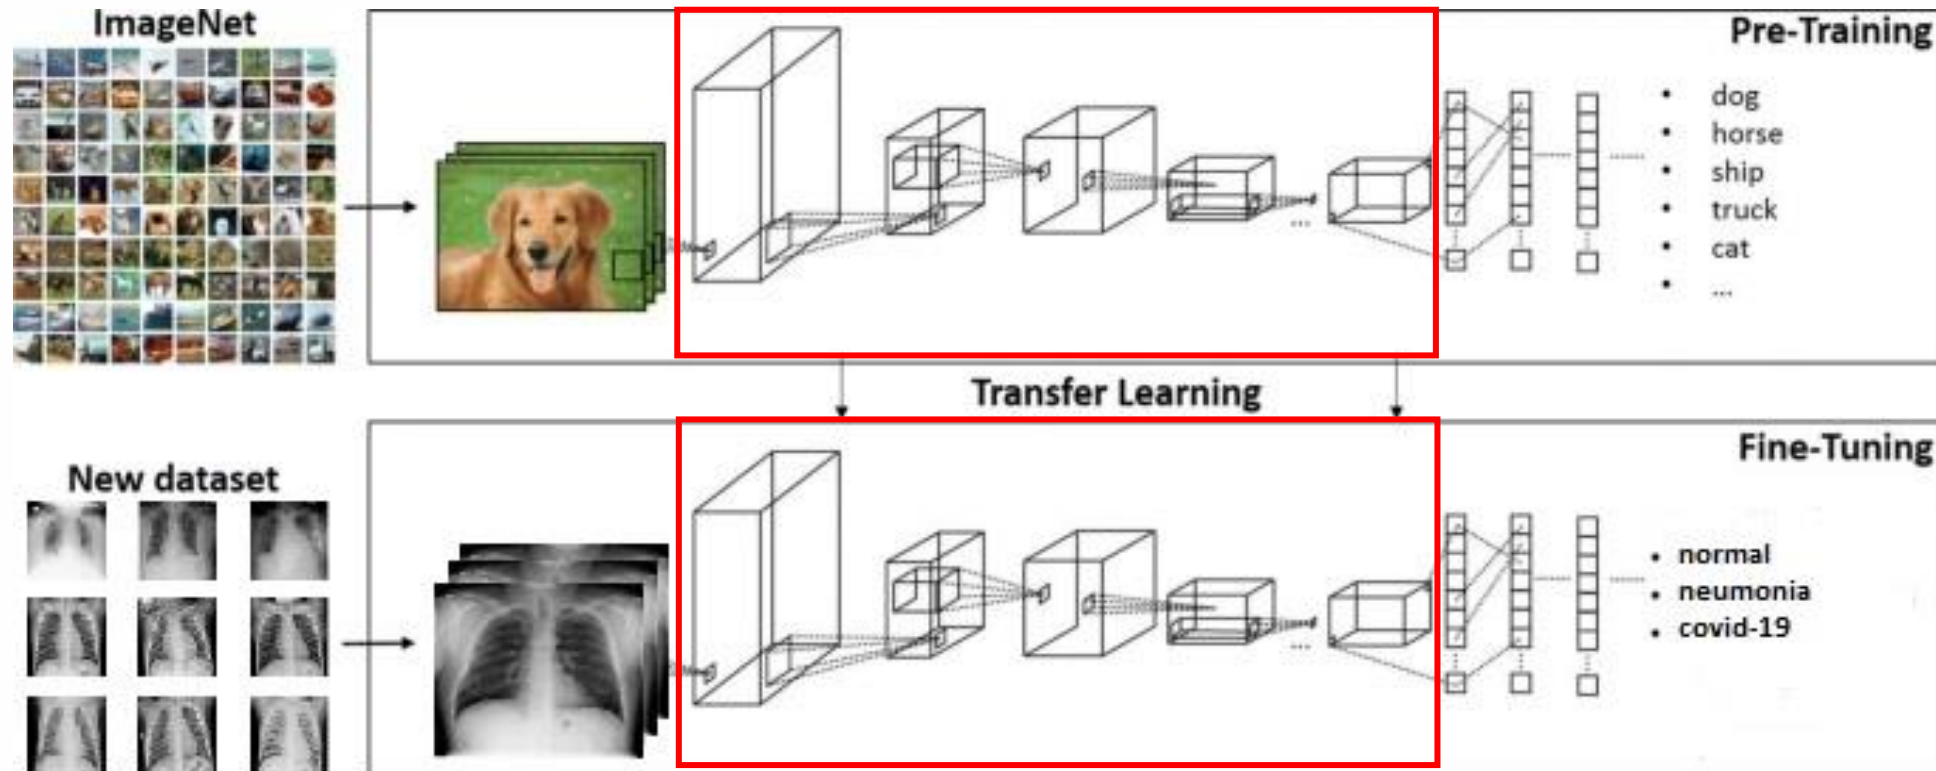 ImageNet
Pre-Training
• dog
• horse
• ship
• truck
• cat
• ...
...
Transfer Learning
Fine-Tuning
New dataset
• normal
• neumonia
• covid-19
...